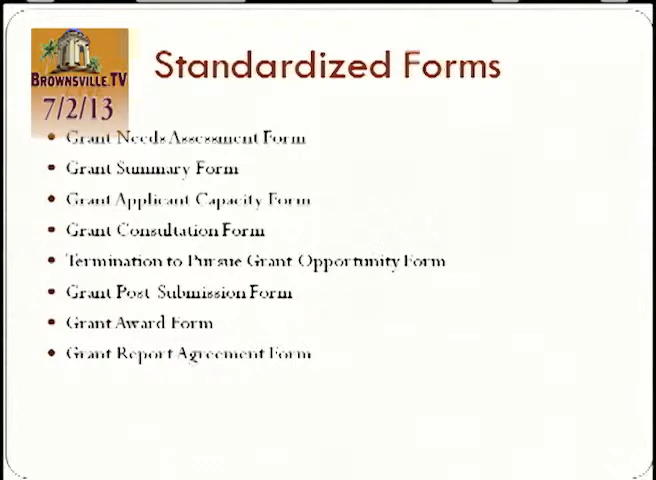 BROWNSVILLE.TV
7/2/13
Standardized Forms
• Grant Needs Assessment Form
• Grant Summary Form
• Grant Applicant Capacity Form
• Grant Consultation Form
• Termination to Pursue Grant Opportunity Form
• Grant Post-Submission Form
• Grant Award Form
• Grant Report Agreement Form